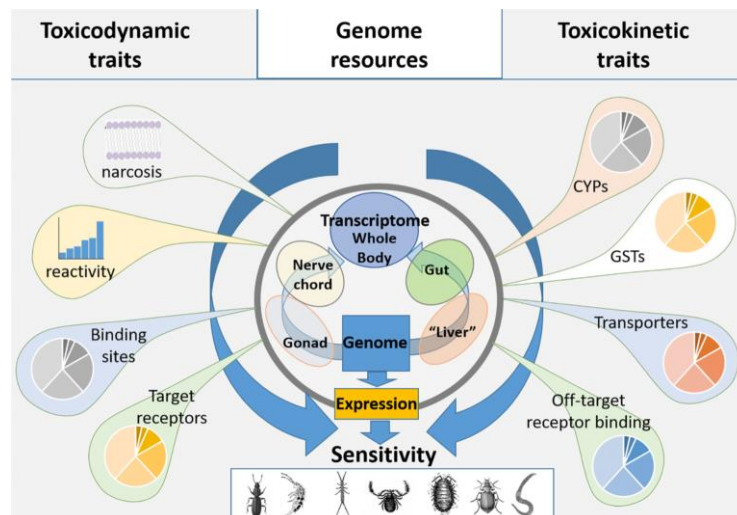 Toxicodynamic
traits
Genome
resources
Toxicokinetic
traits
narcosis
reactivity
Binding
sites
Target
receptors
Transcriptome
Whole
Body
Nerve
chord
Gut
Gonad
Genome
"Liver"
Expression
Sensitivity
CYPs
GSTs
Transporters
Off-target
receptor binding